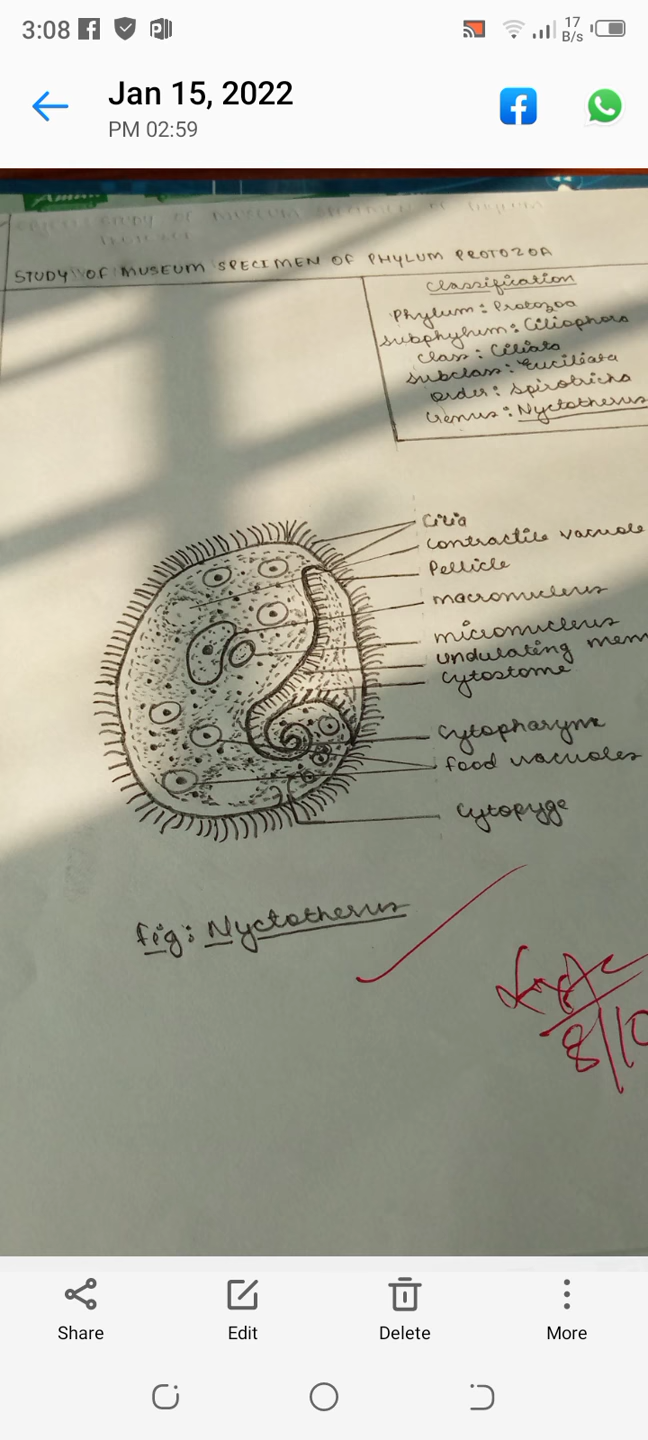 3:08
17
B/s
Jan 15, 2022
PM 02:59
STUDY OF MUSEUM SPECIMEN OF PHYLUM PROTOZOA
Classification
Phylum: Protozoa
subphylum: Ciliophora
class: Ciliata
subclass: Euciliata
order: Spirotricha
Genus: Nyctotherus
Cilia
contractile vacuole
Pellicle
macronucleus
micronucleus
undulating mem
cytostome
cytopharynx
food vacuoles
cytopyge
fig: Nyctotherus
Share
Edit
Delete
More